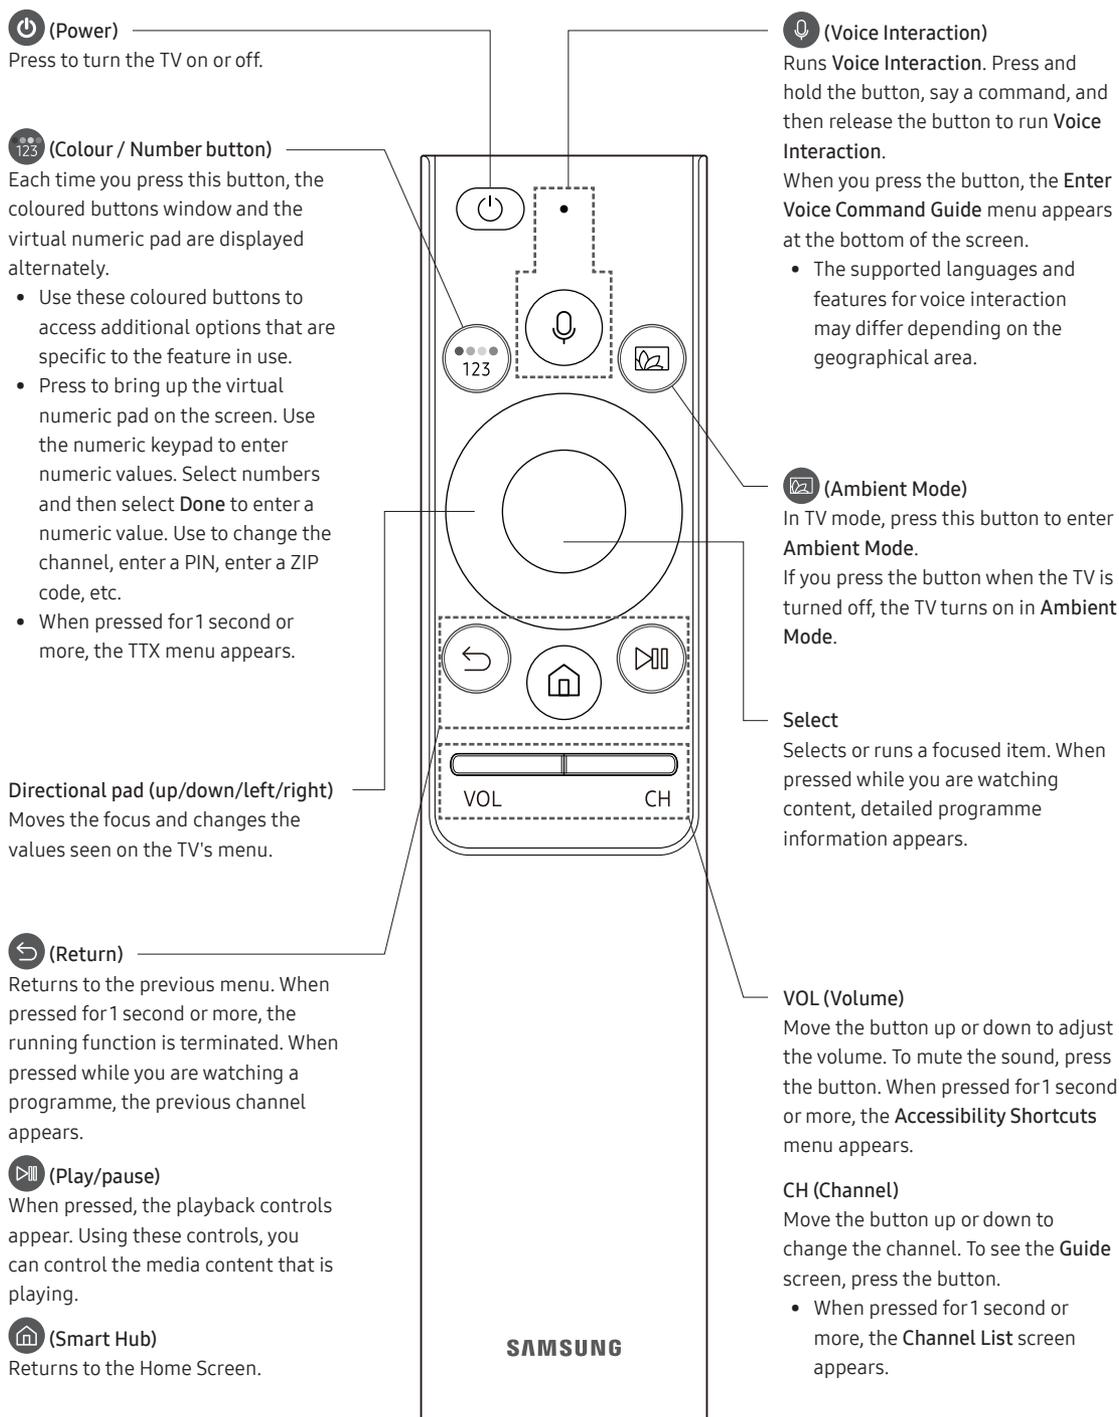 (Power)
Press to turn the TV on or off.
123 (Colour / Number button)
Each time you press this button, the
coloured buttons window and the
virtual numeric pad are displayed
alternately.
• Use these coloured buttons to
access additional options that are
specific to the feature in use.
• Press to bring up the virtual
numeric pad on the screen. Use
the numeric keypad to enter
numeric values. Select numbers
and then select Done to enter a
numeric value. Use to change the
channel, enter a PIN, enter a ZIP
code, etc.
• When pressed for 1 second or
more, the TTX menu appears.
Directional pad (up/down/left/right)
Moves the focus and changes the
values seen on the TV's menu.
(Return)
Returns to the previous menu. When
pressed for 1 second or more, the
running function is terminated. When
pressed while you are watching a
programme, the previous channel
appears.
(Play/pause)
When pressed, the playback controls
appear. Using these controls, you
can control the media content that is
playing.
(Smart Hub)
Returns to the Home Screen.
123
VOL CH
SAMSUNG
(Voice Interaction)
Runs Voice Interaction. Press and
hold the button, say a command, and
then release the button to run Voice
Interaction.
When you press the button, the Enter
Voice Command Guide menu appears
at the bottom of the screen.
• The supported languages and
features for voice interaction
may differ depending on the
geographical area.
(Ambient Mode)
In TV mode, press this button to enter
Ambient Mode.
If you press the button when the TV is
turned off, the TV turns on in Ambient
Mode.
Select
Selects or runs a focused item. When
pressed while you are watching
content, detailed programme
information appears.
VOL (Volume)
Move the button up or down to adjust
the volume. To mute the sound, press
the button. When pressed for 1 second
or more, the Accessibility Shortcuts
menu appears.
CH (Channel)
Move the button up or down to
change the channel. To see the Guide
screen, press the button.
• When pressed for 1 second or
more, the Channel List screen
appears.